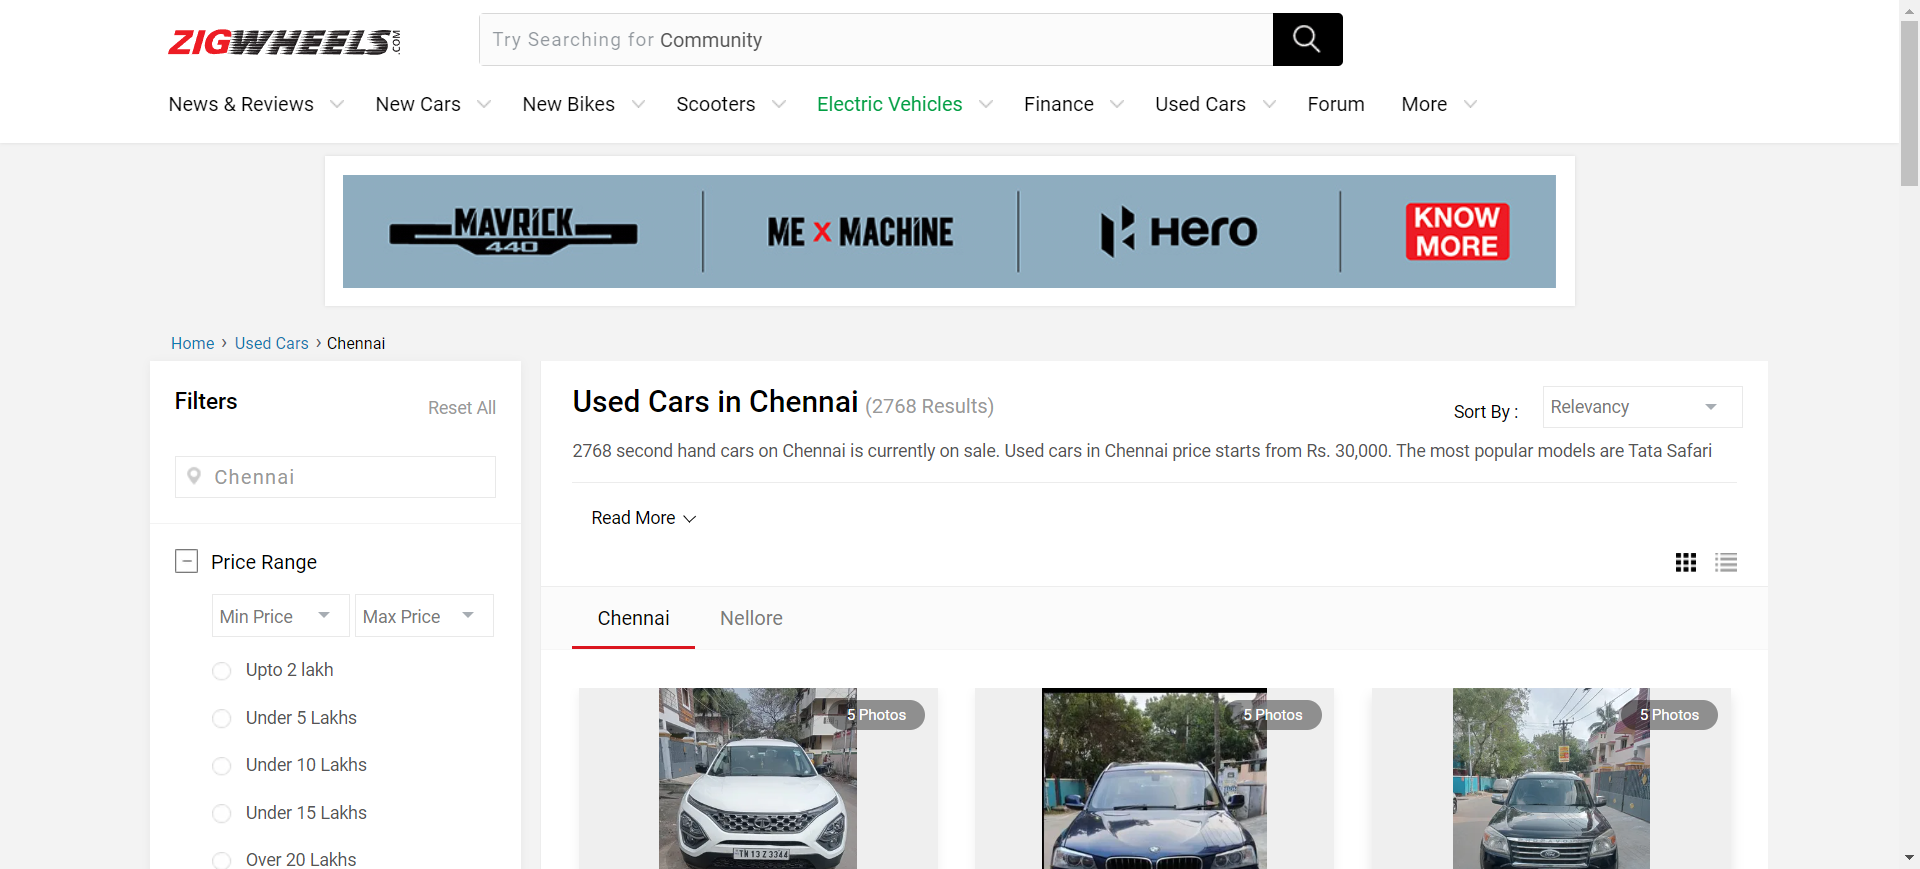 ZIGWHEELS.COM
Try Searching for Community
News & Reviews
New Cars
New Bikes
Scooters
Electric Vehicles
Finance
Used Cars
Forum
More
MAVRICK 440
ME X MACHINE
Hero
KNOW MORE
Home › Used Cars › Chennai
Filters
Reset All
Chennai
Price Range
Min Price
Max Price
Upto 2 lakh
Under 5 Lakhs
Under 10 Lakhs
Under 15 Lakhs
Over 20 Lakhs
Used Cars in Chennai (2768 Results)
Sort By :
Relevancy
2768 second hand cars on Chennai is currently on sale. Used cars in Chennai price starts from Rs. 30,000. The most popular models are Tata Safari
Read More
Chennai
Nellore
5 Photos
5 Photos
5 Photos
TN 13 Z 3344